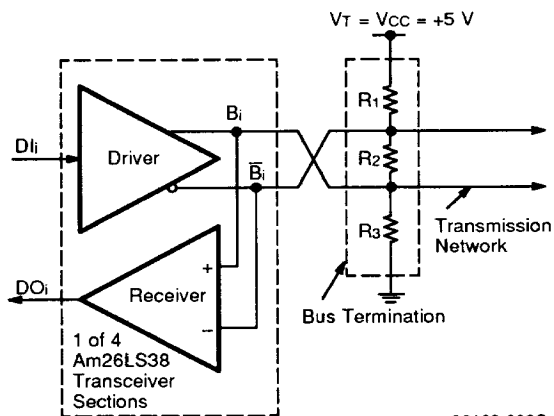 VT = VCC = +5 V
R1
Bi
DIi
Driver
R2
B̅i
R3
Transmission
Network
DOi
+
Receiver
−
Bus Termination
1 of 4
Am26LS38
Transceiver
Sections